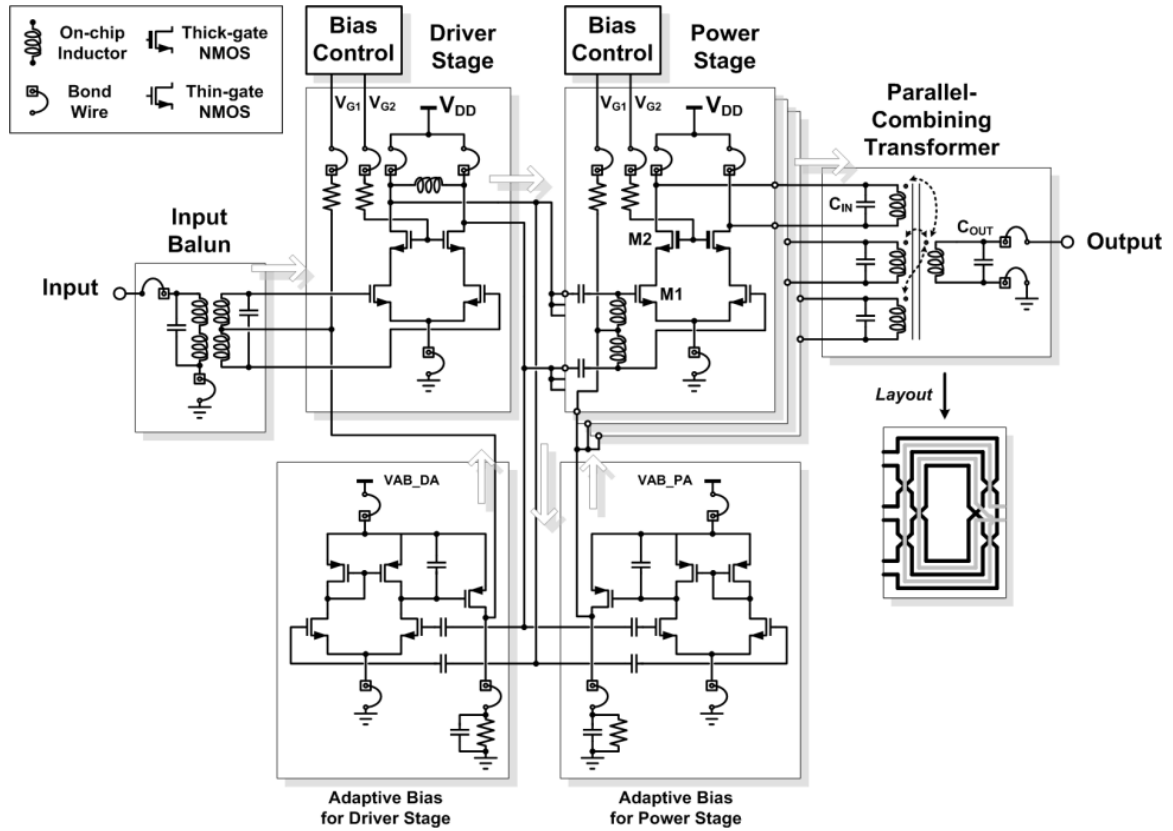 On-chip
Inductor
Thick-gate
NMOS
Bond
Wire
Thin-gate
NMOS
Bias
Control
Driver
Stage
Bias
Control
Power
Stage
VG1
VG2
VDD
VG1
VG2
VDD
Parallel-
Combining
Transformer
Input
Balun
Input
M2
M1
CIN
COUT
Output
Layout
VAB_DA
VAB_PA
Adaptive Bias
for Driver Stage
Adaptive Bias
for Power Stage